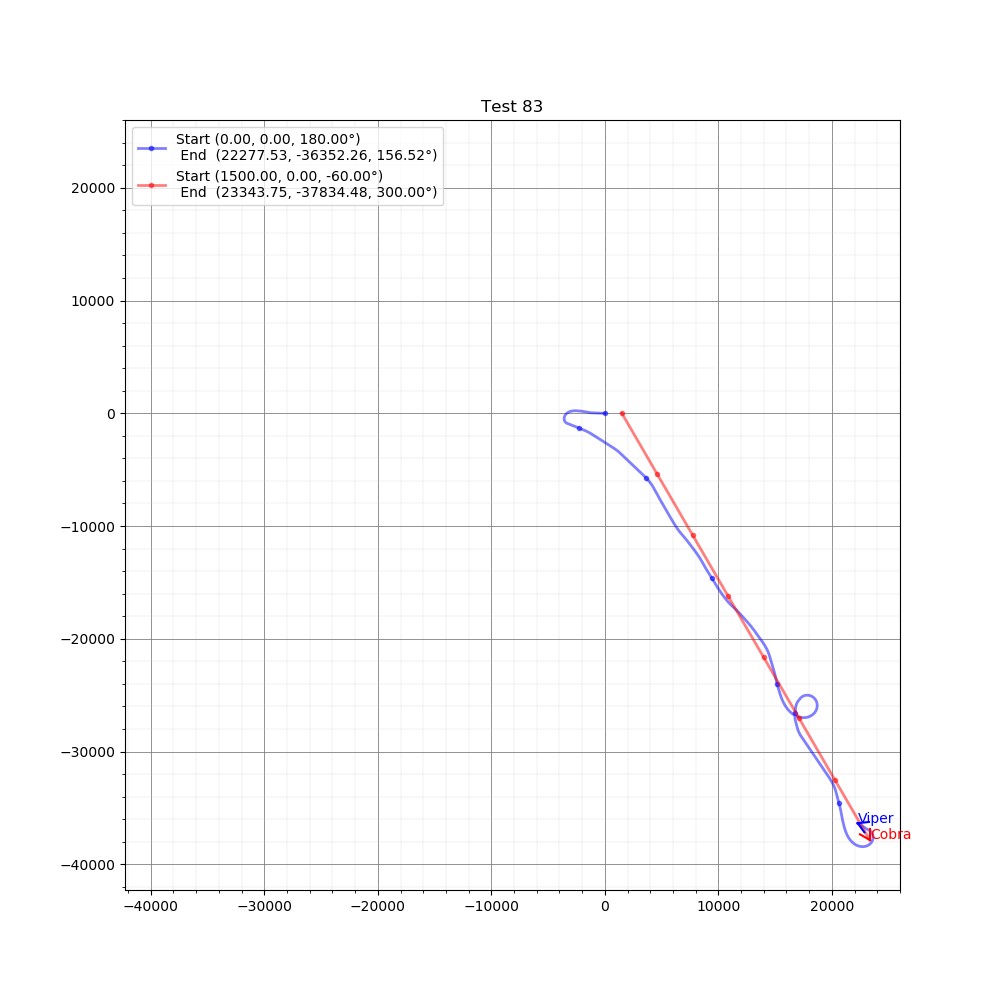 Test 83
Start (0.00, 0.00, 180.00°)
End  (22277.53, -36352.26, 156.52°)
Start (1500.00, 0.00, -60.00°)
End  (23343.75, -37834.48, 300.00°)
20000
10000
0
−10000
−20000
−30000
−40000
Viper
Cobra
−40000
−30000
−20000
−10000
0
10000
20000